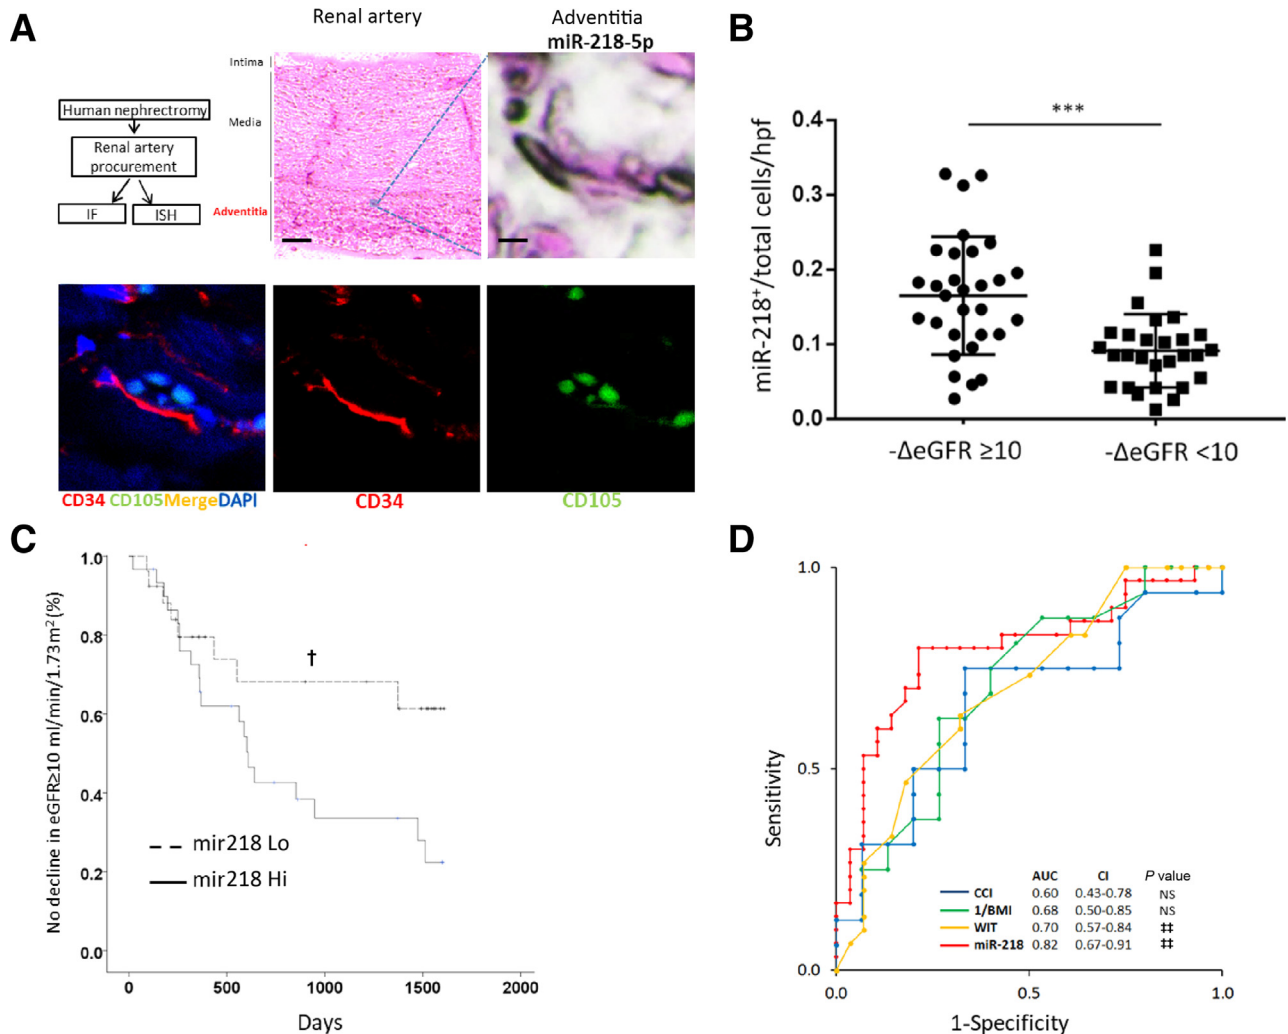 A
Renal artery
Adventitia
miR-218-5p
Human nephrectomy
Renal artery
procurement
IF
ISH
Intima
Media
Adventitia
CD34 CD105MergeDAPI
CD34
CD105
B
miR-218⁺/total cells/hpf
***
0.4
0.3
0.2
0.1
0.0
-ΔeGFR ≥10
-ΔeGFR <10
C
No decline in eGFR≥10 ml/min/1.73m² (%)
1.0
0.8
0.6
0.4
0.2
0.0
†
mir218 Lo
mir218 Hi
0
500
1000
1500
2000
Days
D
Sensitivity
1.0
0.5
0.0
AUC CI P value
CCI 0.60 0.43-0.78 NS
1/BMI 0.68 0.50-0.85 NS
WIT 0.70 0.57-0.84 ‡‡
miR-218 0.82 0.67-0.91 ‡‡
0.0
0.5
1.0
1-Specificity